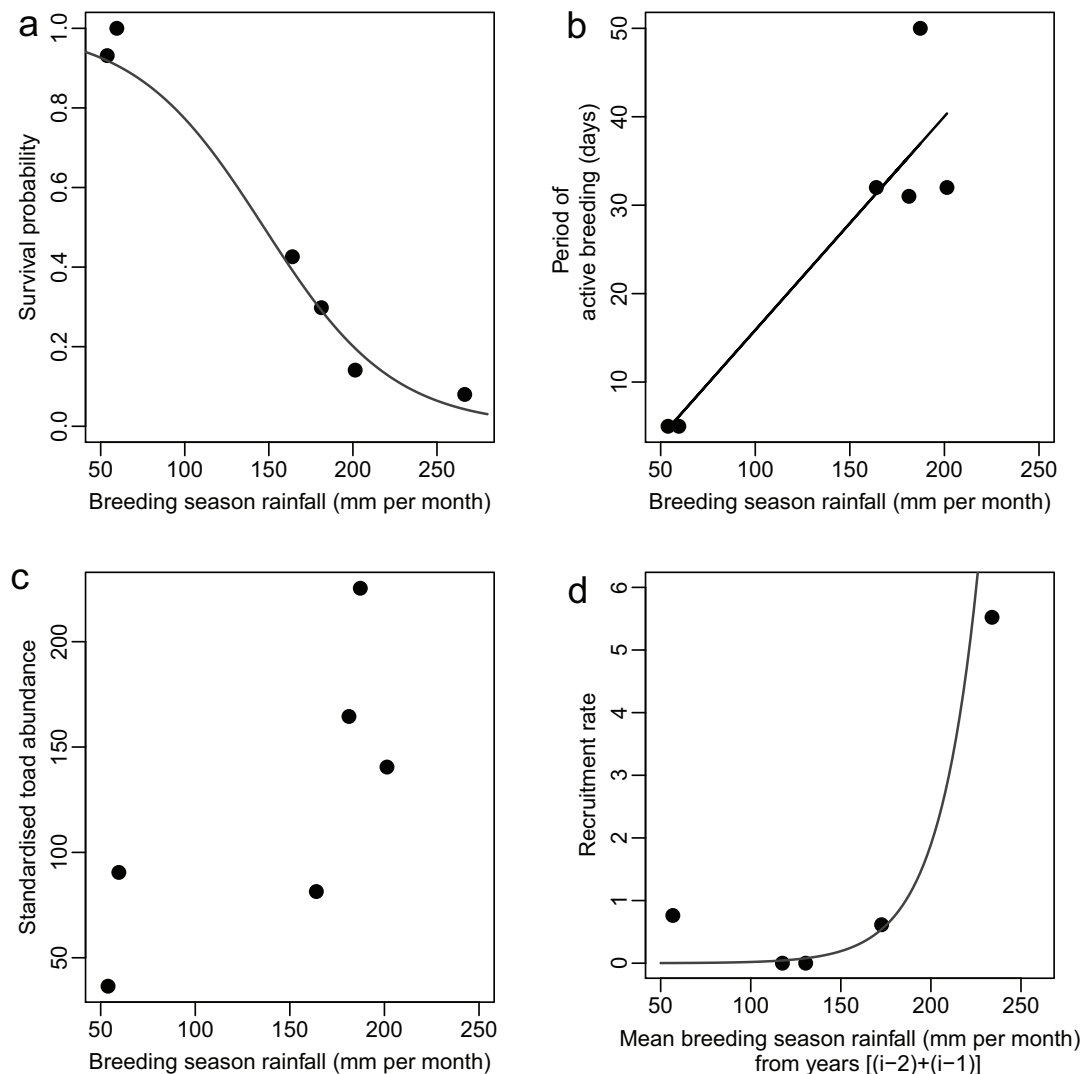 a
Survival probability
0.0 0.2 0.4 0.6 0.8 1.0
50 100 150 200 250
Breeding season rainfall (mm per month)
b
Period of
active breeding (days)
10 20 30 40 50
50 100 150 200 250
Breeding season rainfall (mm per month)
c
Standardised toad abundance
50 100 150 200
50 100 150 200 250
Breeding season rainfall (mm per month)
d
Recruitment rate
0 1 2 3 4 5 6
50 100 150 200 250
Mean breeding season rainfall (mm per month)
from years [(i−2)+(i−1)]